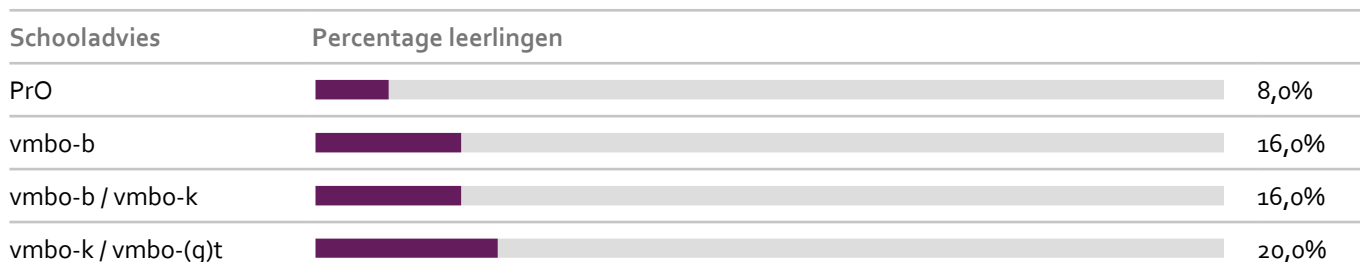 Schooladvies Percentage leerlingen
PrO 8,0%
vmbo-b 16,0%
vmbo-b / vmbo-k 16,0%
vmbo-k / vmbo-(g)t 20,0%